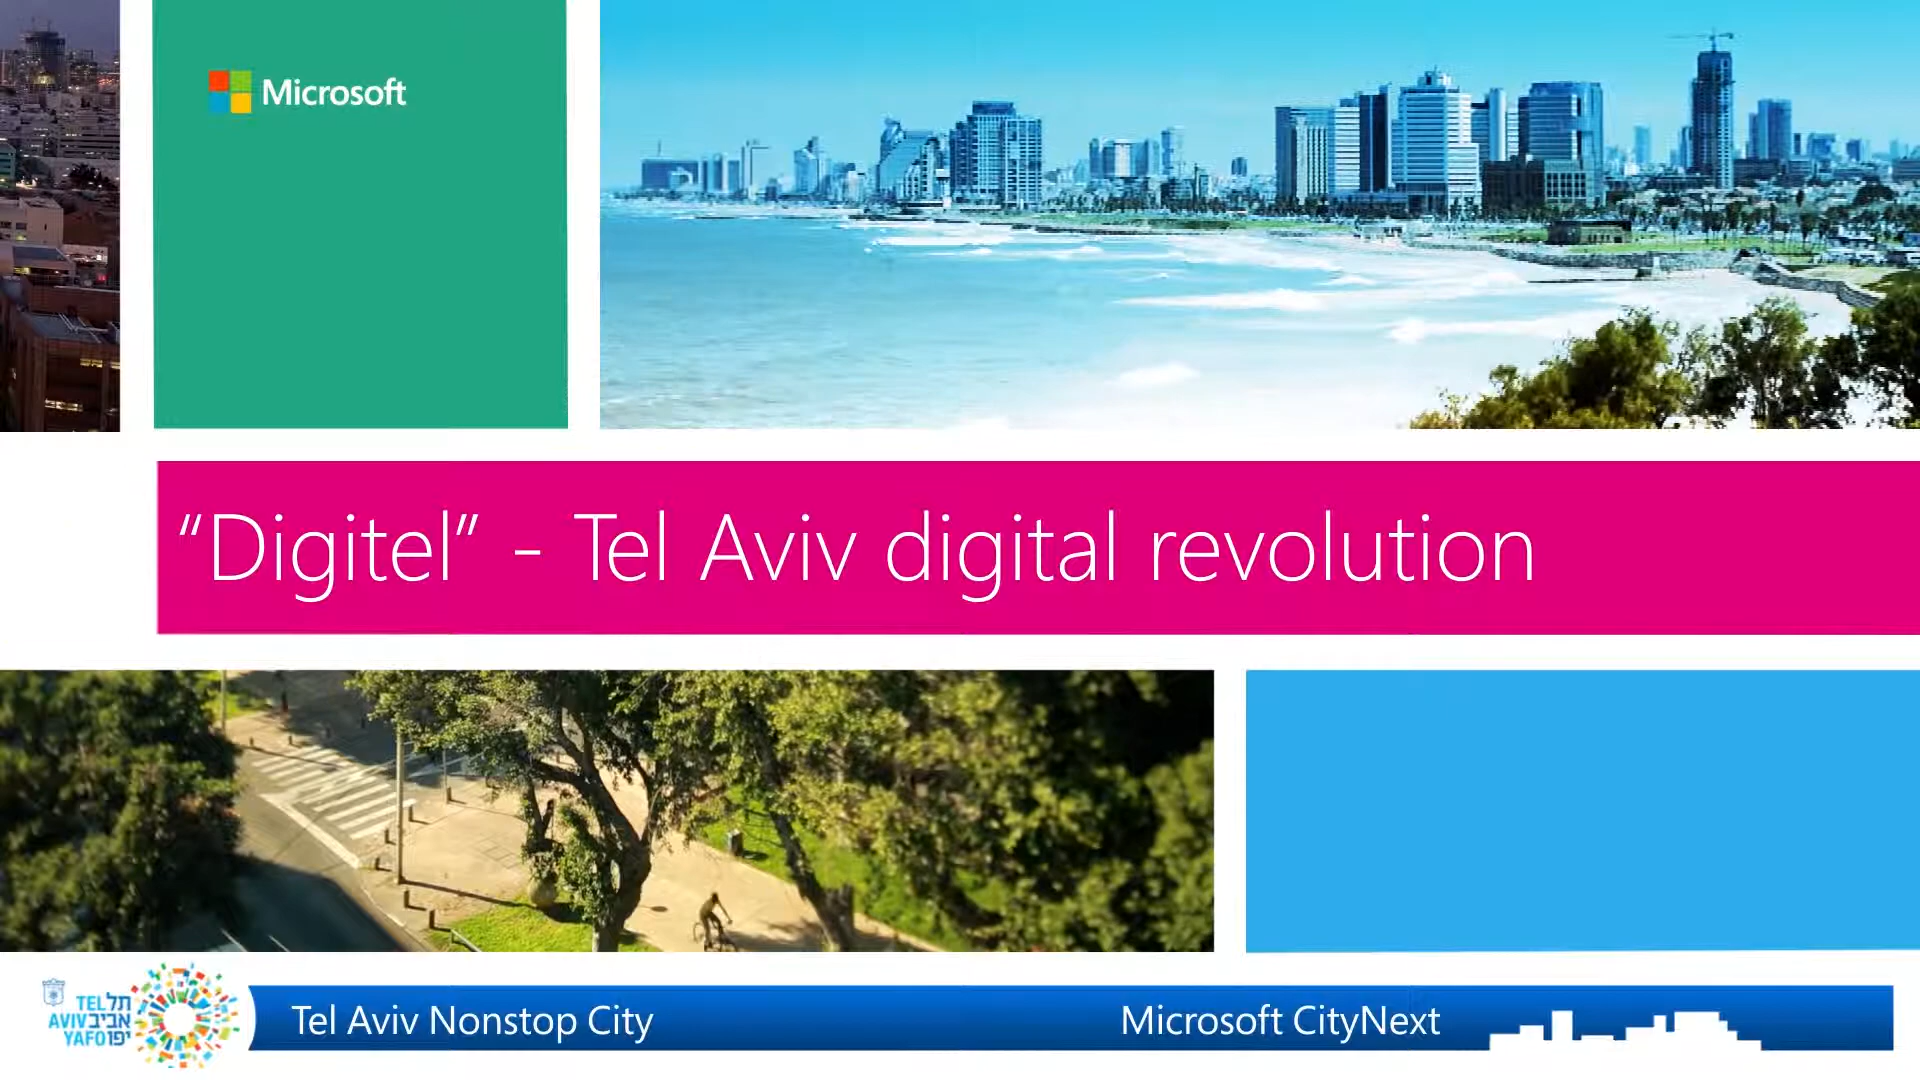 Microsoft
“Digitel” - Tel Aviv digital revolution
TEL תל
AVIV אביב
YAFO יפו
Tel Aviv Nonstop City
Microsoft CityNext